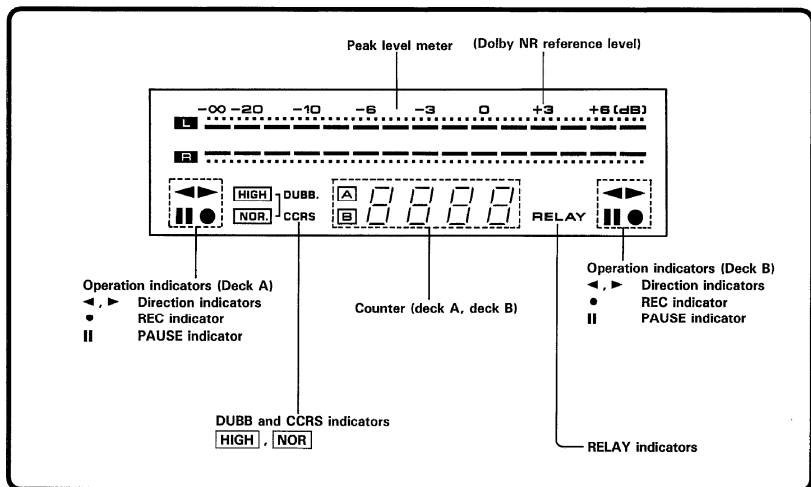 Peak level meter (Dolby NR reference level)
-∞ -20 -10 -6 -3 0 +3 +6 (dB)
L
R
◄► HIGH DUBB. A 8888 ◄►
II ● NOR. CCRS B RELAY II ●
Operation indicators (Deck A)
◄ , ► Direction indicators
● REC indicator
II PAUSE indicator
Counter (deck A, deck B)
Operation indicators (Deck B)
◄ , ► Direction indicators
● REC indicator
II PAUSE indicator
DUBB and CCRS indicators
HIGH , NOR
RELAY indicators